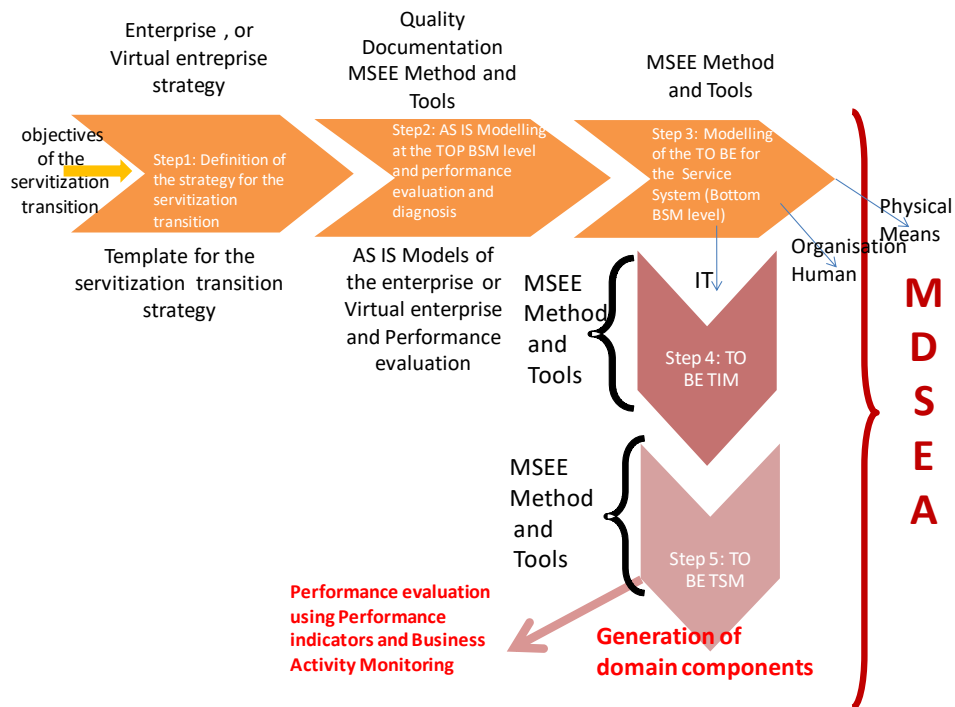 Enterprise , or
Virtual entreprise
strategy
Quality
Documentation
MSEE Method and
Tools
MSEE Method
and Tools
objectives
of the
servitization
transition
Step1: Definition of
the strategy for the
servitization
transition
Step2: AS IS Modelling
at the TOP BSM level
and performance
evaluation and
diagnosis
Step 3: Modelling
of the TO BE for
the Service
System (Bottom
BSM level)
Template for the
servitization transition
strategy
AS IS Models of
the enterprise or
Virtual enterprise
and Performance
evaluation
Physical
Means
Organisation
Human
IT
MSEE
Method
and
Tools
Step 4: TO
BE TIM
MSEE
Method
and
Tools
Step 5: TO
BE TSM
Performance evaluation
using Performance
indicators and Business
Activity Monitoring
Generation of
domain components
M
D
S
E
A